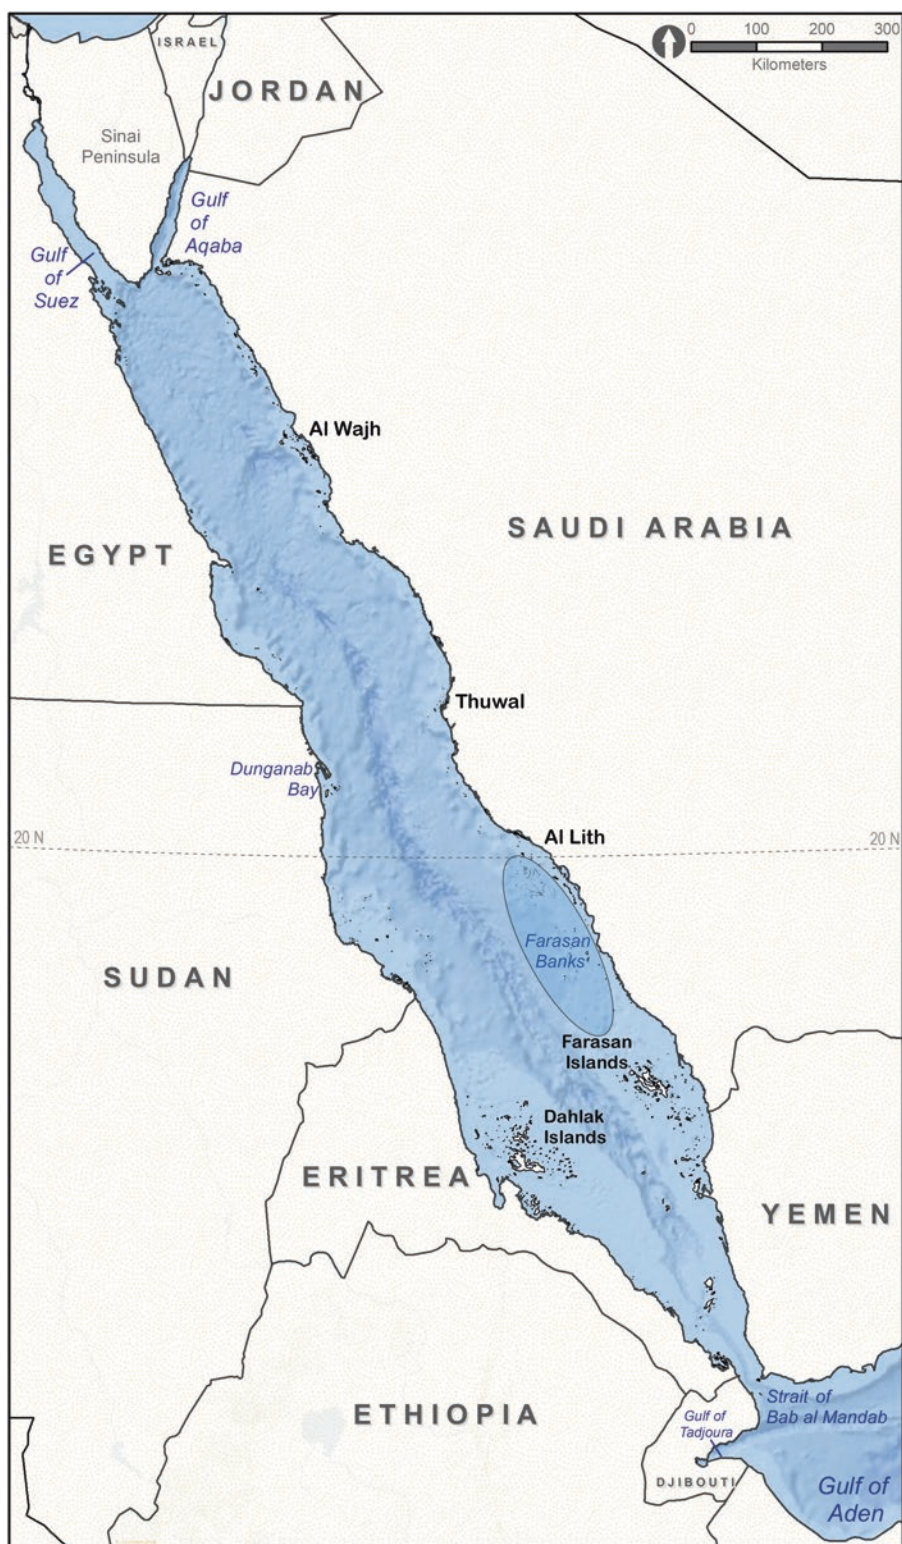 0 100 200 300
Kilometers
ISRAEL
JORDAN
Sinai
Peninsula
Gulf
of
Aqaba
Gulf
of
Suez
Al Wajh
SAUDI ARABIA
EGYPT
Thuwal
Dunganab
Bay
20 N
Al Lith
20 N
Farasan
Banks
SUDAN
Farasan
Islands
Dahlak
Islands
ERITREA
YEMEN
Strait of
Bab al Mandab
ETHIOPIA
Gulf of
Tadjoura
DJIBOUTI
Gulf of
Aden